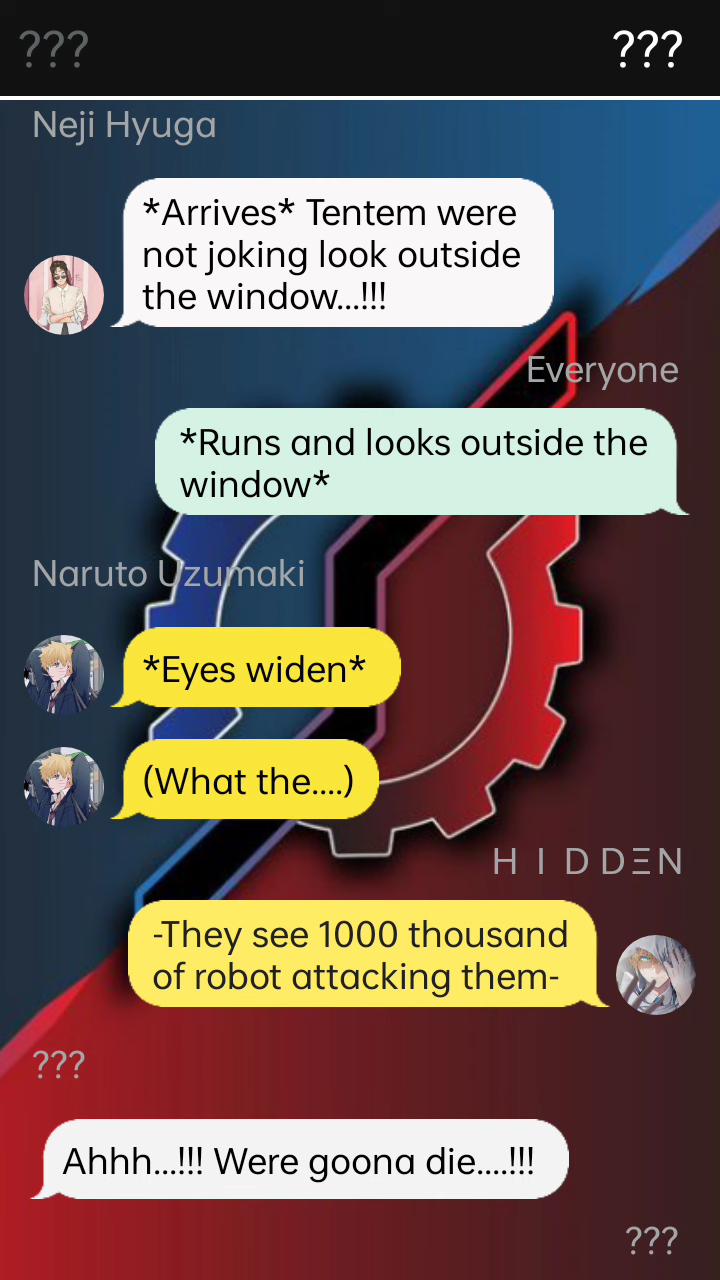 ???
???
Neji Hyuga
*Arrives* Tentem were
not joking look outside
the window...!!!
Everyone
*Runs and looks outside the
window*
Naruto Uzumaki
*Eyes widen*
(What the....)
H I D DΞN
-They see 1000 thousand
of robot attacking them-
???
Ahhh...!!! Were goona die....!!!
???